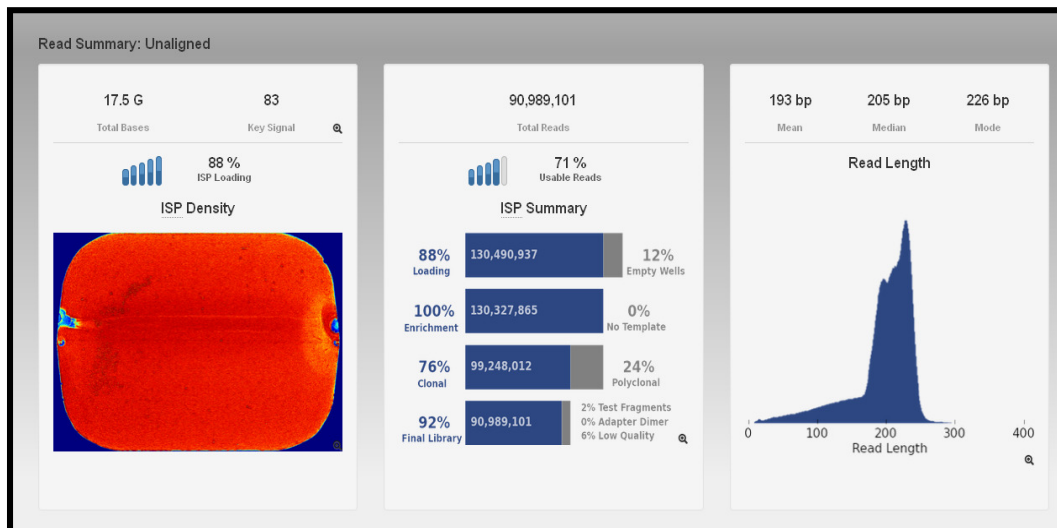 Read Summary: Unaligned
17.5 G
83
Total Bases
Key Signal
88 %
ISP Loading
ISP Density
90,989,101
Total Reads
71 %
Usable Reads
ISP Summary
88%
Loading
130,490,937
12%
Empty Wells
100%
Enrichment
130,327,865
0%
No Template
76%
Clonal
99,248,012
24%
Polyclonal
92%
Final Library
90,989,101
2% Test Fragments
0% Adapter Dimer
6% Low Quality
193 bp
205 bp
226 bp
Mean
Median
Mode
Read Length
0 100 200 300 400
Read Length